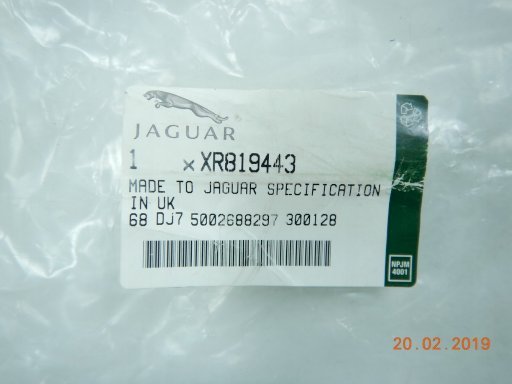 JAGUAR
1 x XR819443
MADE TO JAGUAR SPECIFICATION
IN UK
68 DJ7 5002688297 300128
NPJM
4001
20.02.2019